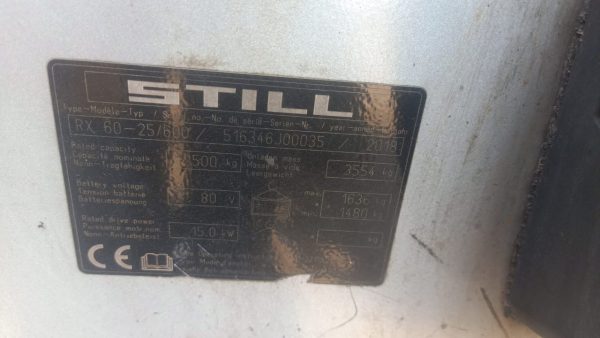 STILL
Type-Modèle-Typ / Serial no.-No. de série-Serien-Nr. / year-année-Baujahr
RX 60-25/600 / 516346J00035 / 2018
Rated capacity
Capacité nominale
Nenn-Tragfähigkeit
2500 kg
Unladen mass
Masse à vide
Leergewicht
3554 kg
Battery voltage
Tension batterie
Batteriespannung
80 V
max. 1636 kg
min. 1480 kg
Rated drive power
Puissance motr.nom.
Nenn-Antriebsleist.
15.0 kW
kg
CE
Operating